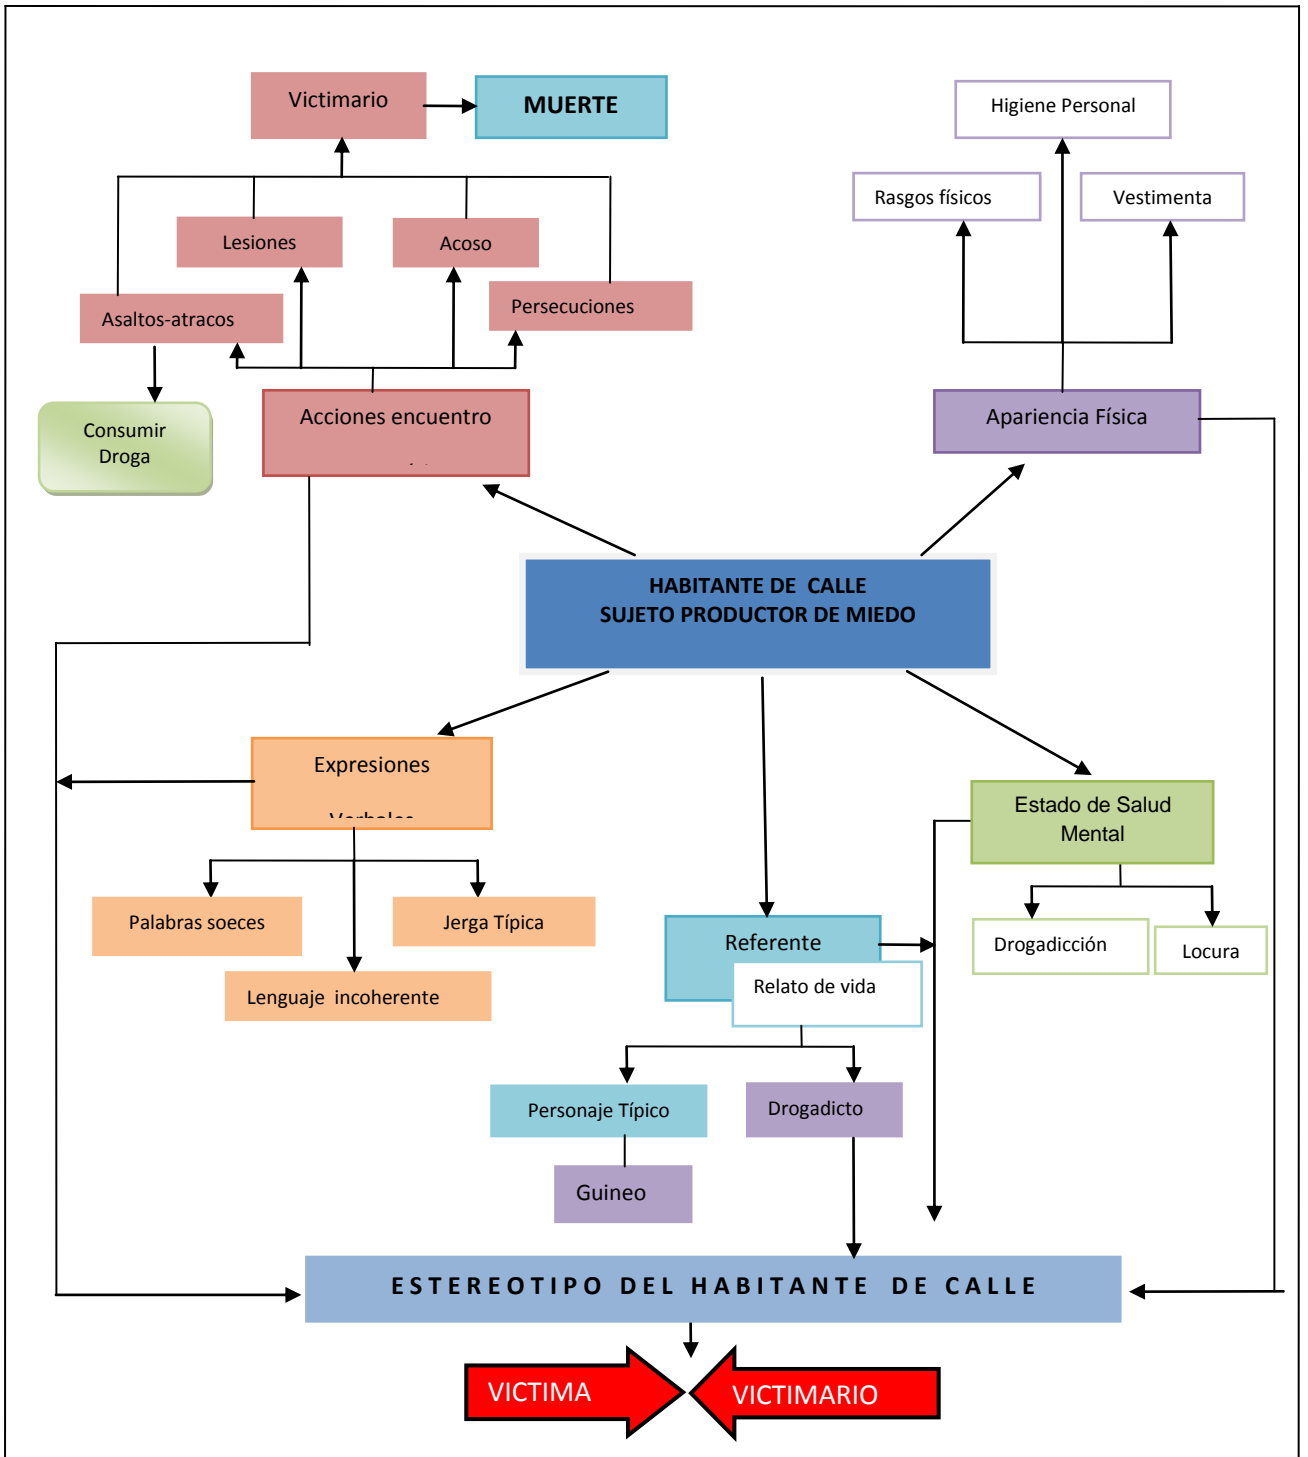 Victimario
MUERTE
Higiene Personal
Rasgos físicos
Vestimenta
Lesiones
Acoso
Asaltos-atracos
Persecuciones
Consumir
Droga
Acciones encuentro
Apariencia Física
HABITANTE DE CALLE
SUJETO PRODUCTOR DE MIEDO
Expresiones
Verbales
Estado de Salud
Mental
Palabras soeces
Jerga Típica
Lenguaje incoherente
Referente
Relato de vida
Drogadicción
Locura
Personaje Típico
Drogadicto
Guineo
ESTEREOTIPO DEL HABITANTE DE CALLE
VICTIMA
VICTIMARIO